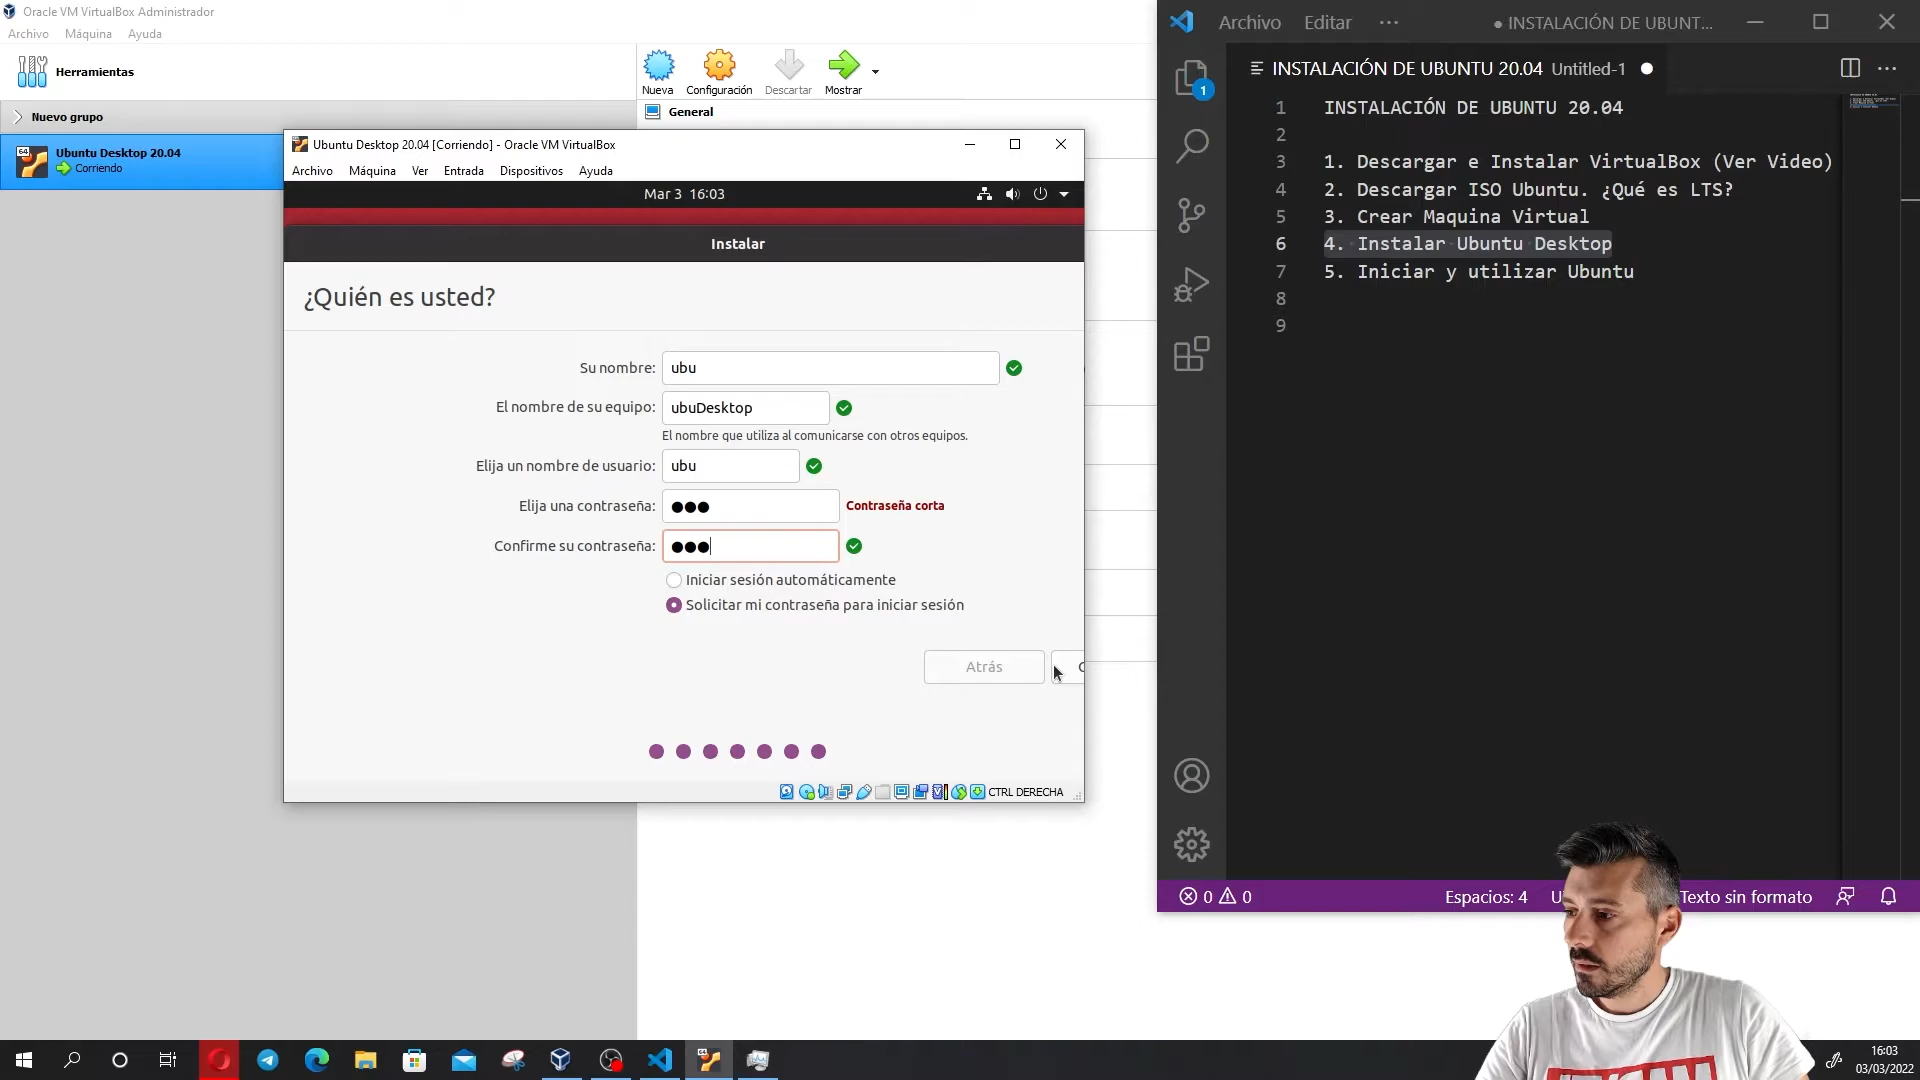 Oracle VM VirtualBox Administrador
Archivo Máquina Ayuda
Herramientas
Nueva Configuración Descartar Mostrar
Nuevo grupo
General
64
Ubuntu Desktop 20.04
Corriendo
Ubuntu Desktop 20.04 [Corriendo] - Oracle VM VirtualBox
Archivo Máquina Ver Entrada Dispositivos Ayuda
Mar 3 16:03
Instalar
¿Quién es usted?
Su nombre: ubu
El nombre de su equipo: ubuDesktop
El nombre que utiliza al comunicarse con otros equipos.
Elija un nombre de usuario: ubu
Elija una contraseña: ●●● Contraseña corta
Confirme su contraseña: ●●●
Iniciar sesión automáticamente
Solicitar mi contraseña para iniciar sesión
Atrás
CTRL DERECHA
Archivo Editar ··· ● INSTALACIÓN DE UBUNT...
INSTALACIÓN DE UBUNTU 20.04 Untitled-1
1
1 INSTALACIÓN DE UBUNTU 20.04
2
3 1. Descargar e Instalar VirtualBox (Ver Video)
4 2. Descargar ISO Ubuntu. ¿Qué es LTS?
5 3. Crear Maquina Virtual
6 4. Instalar Ubuntu Desktop
7 5. Iniciar y utilizar Ubuntu
8
9
0 0 Espacios: 4 Texto sin formato
16:03
03/03/2022